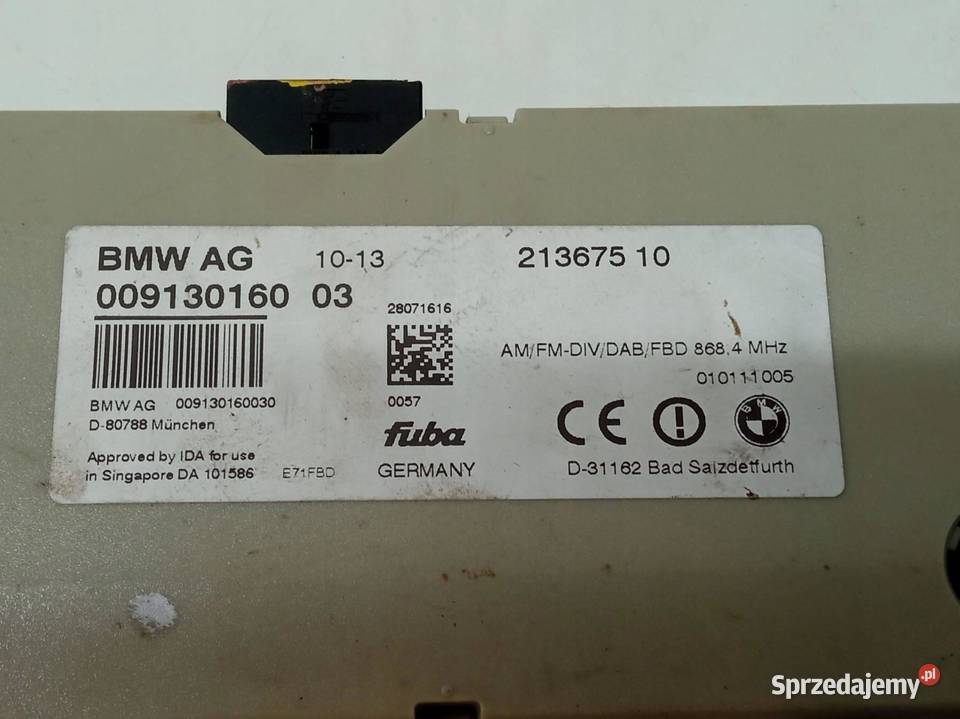 BMW AG 10-13 213675 10
009130160 03
28071616
AM/FM-DIV/DAB/FBD 868.4 MHz
010111005
BMW AG 009130160030
0057
D-80788 München
fuba
CE
BMW
Approved by IDA for use
in Singapore DA 101586
E71FBD
GERMANY
D-31162 Bad Salzdetfurth
Sprzedajemy.pl